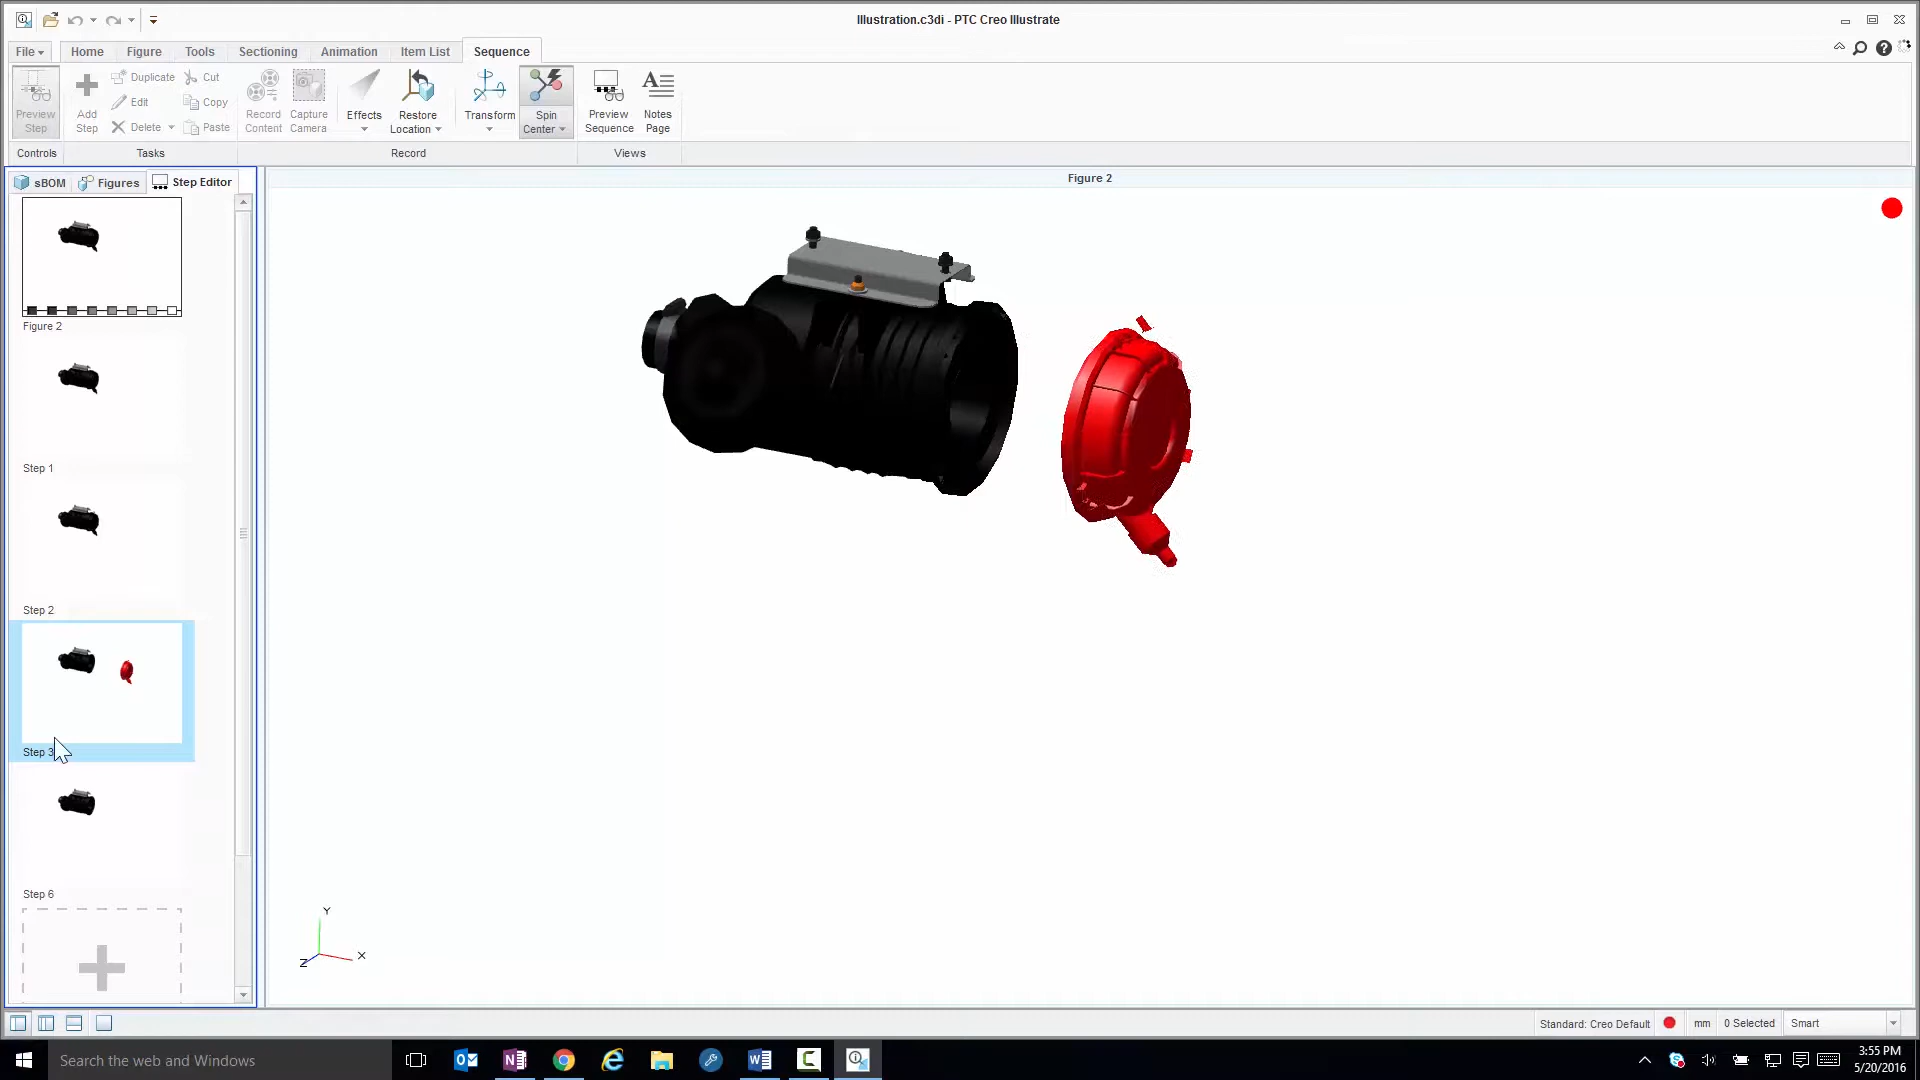 Illustration.c3di - PTC Creo Illustrate
File Home Figure Tools Sectioning Animation Item List Sequence
Preview Step
Add Step
Duplicate
Edit
Delete
Cut
Copy
Paste
Record Content
Capture Camera
Effects
Restore Location
Transform
Spin Center
Preview Sequence
Notes Page
Controls Tasks Record Views
sBOM Figures Step Editor
Figure 2
Figure 2
Step 1
Step 2
Step 3
Step 6
Y
X
Z
Standard: Creo Default mm 0 Selected Smart
Search the web and Windows
3:55 PM
5/20/2016